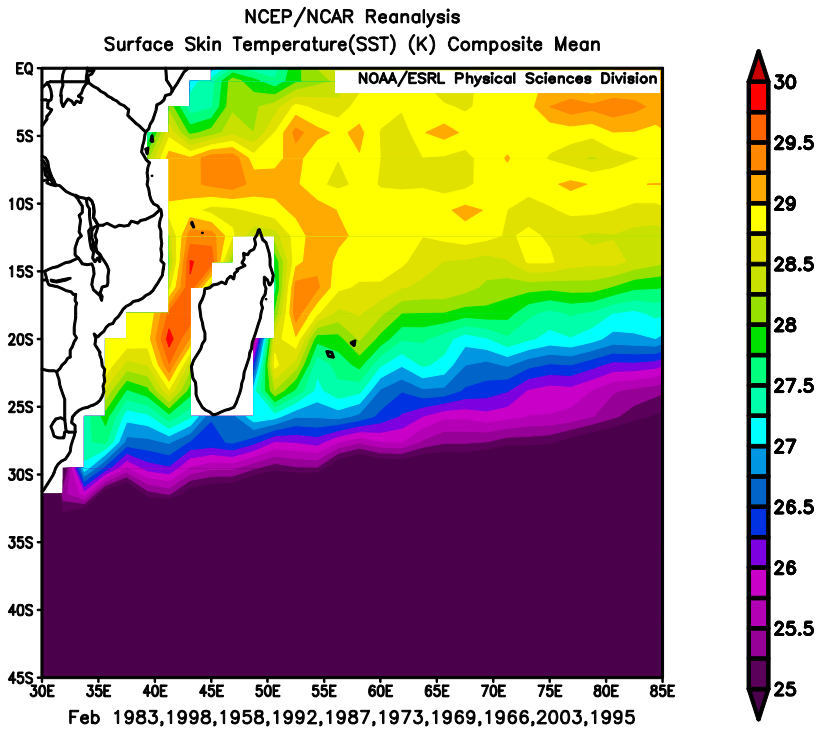 NCEP/NCAR Reanalysis
Surface Skin Temperature(SST) (K) Composite Mean
NOAA/ESRL Physical Sciences Division
EQ
5S
10S
15S
20S
25S
30S
35S
40S
45S
30E 35E 40E 45E 50E 55E 60E 65E 70E 75E 80E 85E
Feb 1983,1998,1958,1992,1987,1973,1969,1966,2003,1995
30
29.5
29
28.5
28
27.5
27
26.5
26
25.5
25